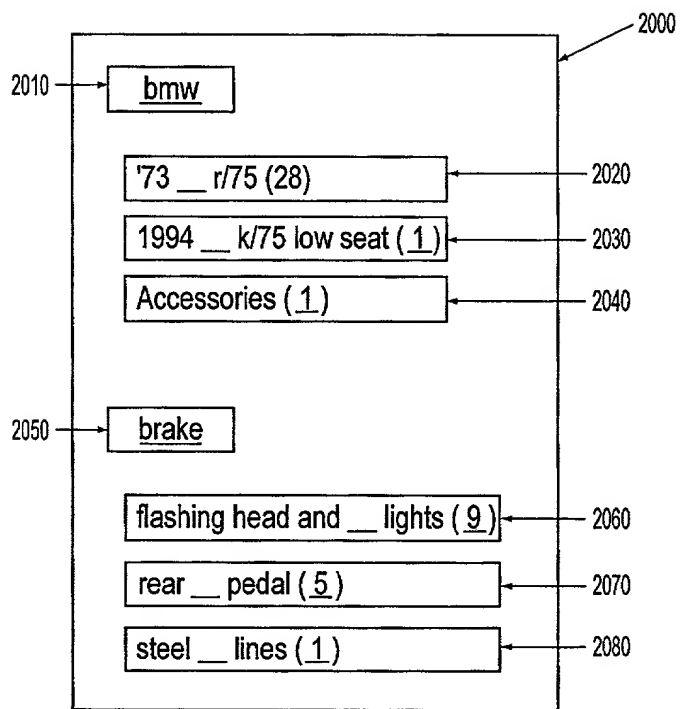 2000
2010
bmw
'73 __ r/75 (28)
2020
1994 __ k/75 low seat (1)
2030
Accessories (1)
2040
2050
brake
flashing head and __ lights (9)
2060
rear __ pedal (5)
2070
steel __ lines (1)
2080